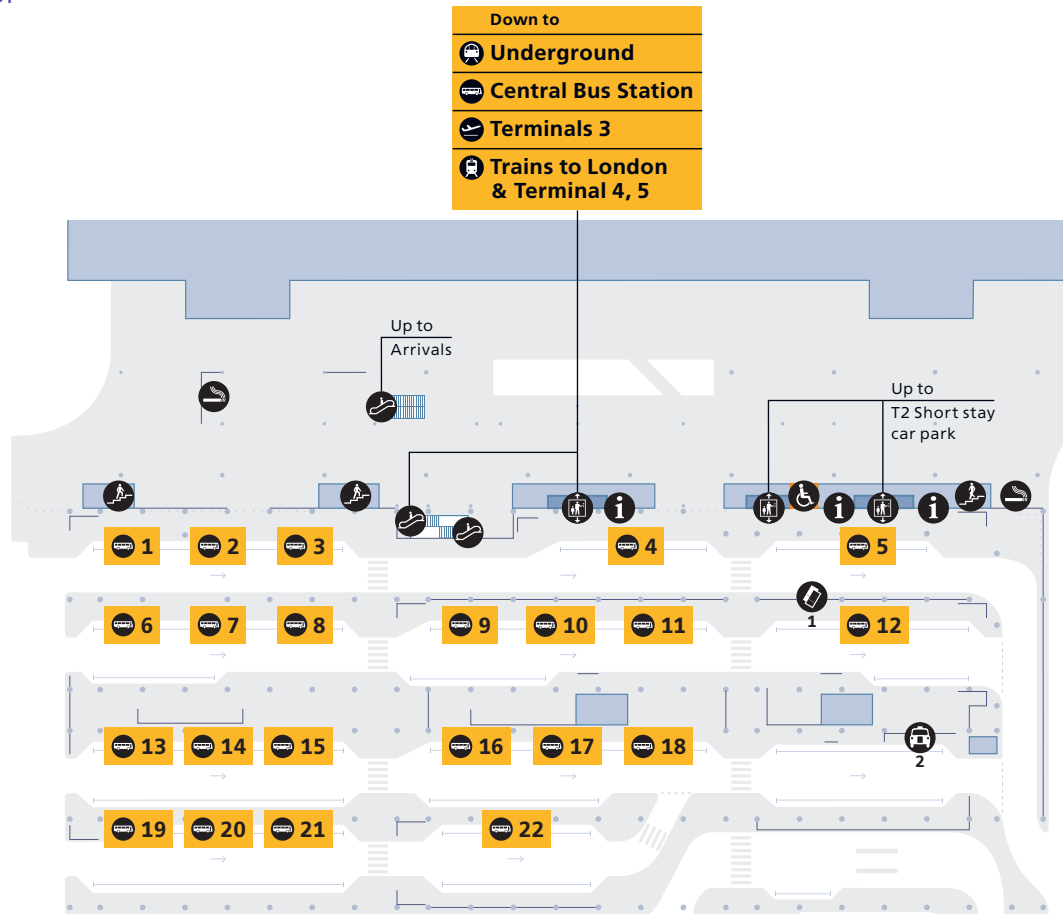 Down to
Underground
Central Bus Station
Terminals 3
Trains to London
& Terminal 4, 5
Up to
Arrivals
Up to
T2 Short stay
car park
i
i
i
1
2
3
4
5
6
7
8
9
10
11
1
12
13
14
15
16
17
18
2
19
20
21
22